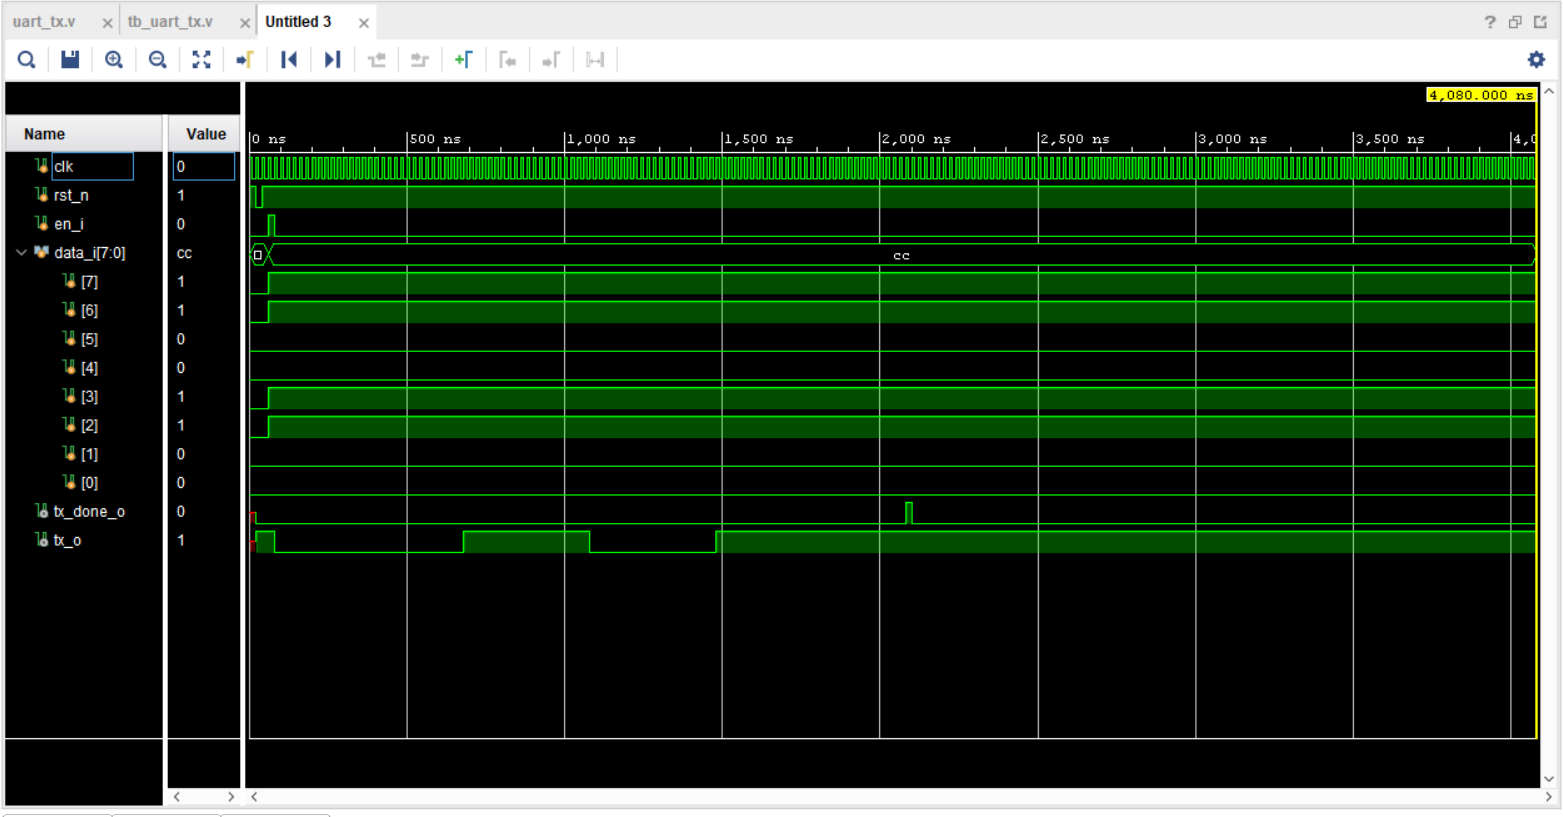 uart_tx.v × tb_uart_tx.v × Untitled 3 ×
4,080.000 ns
Name Value
0 ns 500 ns 1,000 ns 1,500 ns 2,000 ns 2,500 ns 3,000 ns 3,500 ns 4,0
clk 0
rst_n 1
en_i 0
data_i[7:0] cc cc
[7] 1
[6] 1
[5] 0
[4] 0
[3] 1
[2] 1
[1] 0
[0] 0
tx_done_o 0
tx_o 1